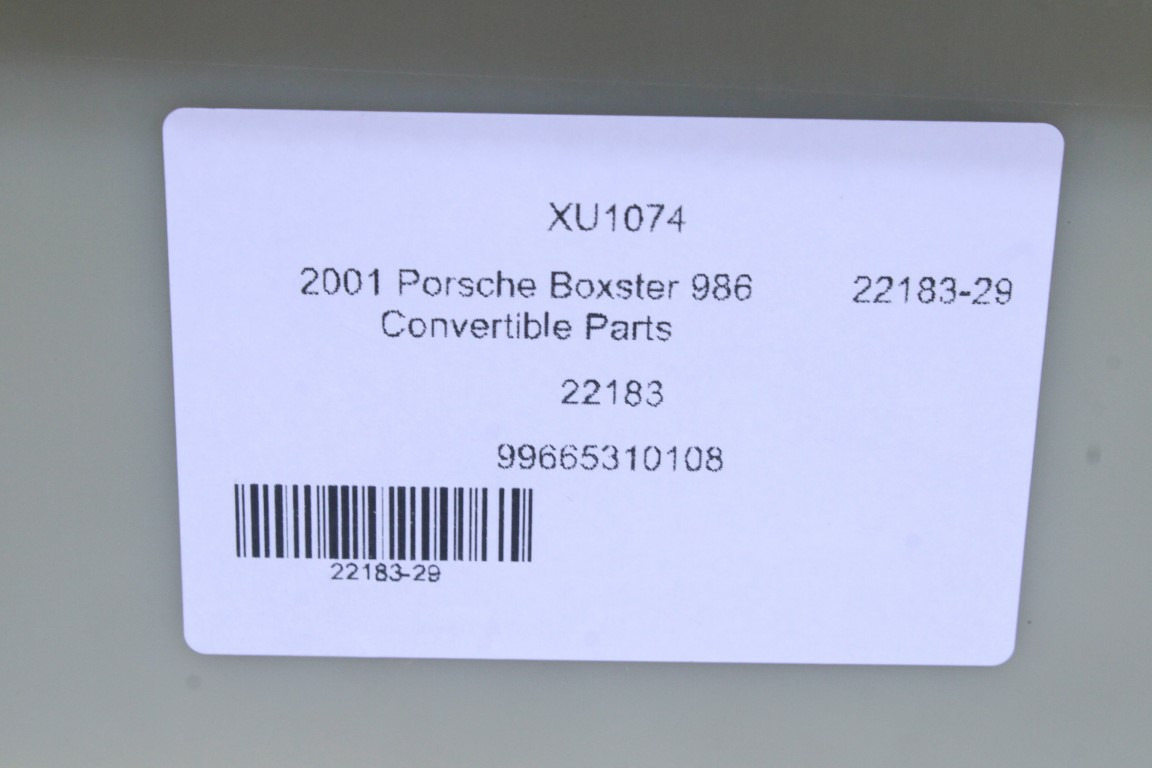 XU1074
2001 Porsche Boxster 986 22183-29
Convertible Parts
22183
99665310108
22183-29